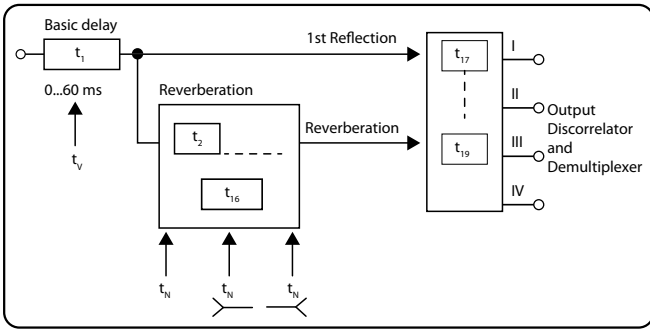 Basic delay
t1
0...60 ms
tV
1st Reflection
Reverberation
t2
t16
Reverberation
tN
tN
tN
t17
t19
I
II
III
IV
Output
Discorrelator
and
Demultiplexer